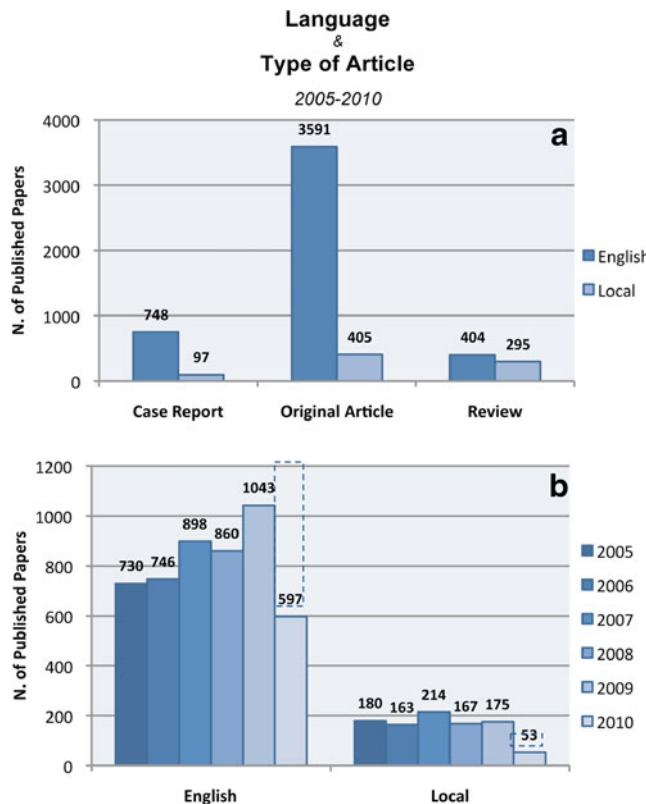 Language
&
Type of Article
2005-2010
a
N. of Published Papers
4000
3000
2000
1000
0
748
97
3591
405
404
295
Case Report
Original Article
Review
English
Local
b
N. of Published Papers
1200
1000
800
600
400
200
0
730
746
898
860
1043
597
180
163
214
167
175
53
English
Local
2005
2006
2007
2008
2009
2010